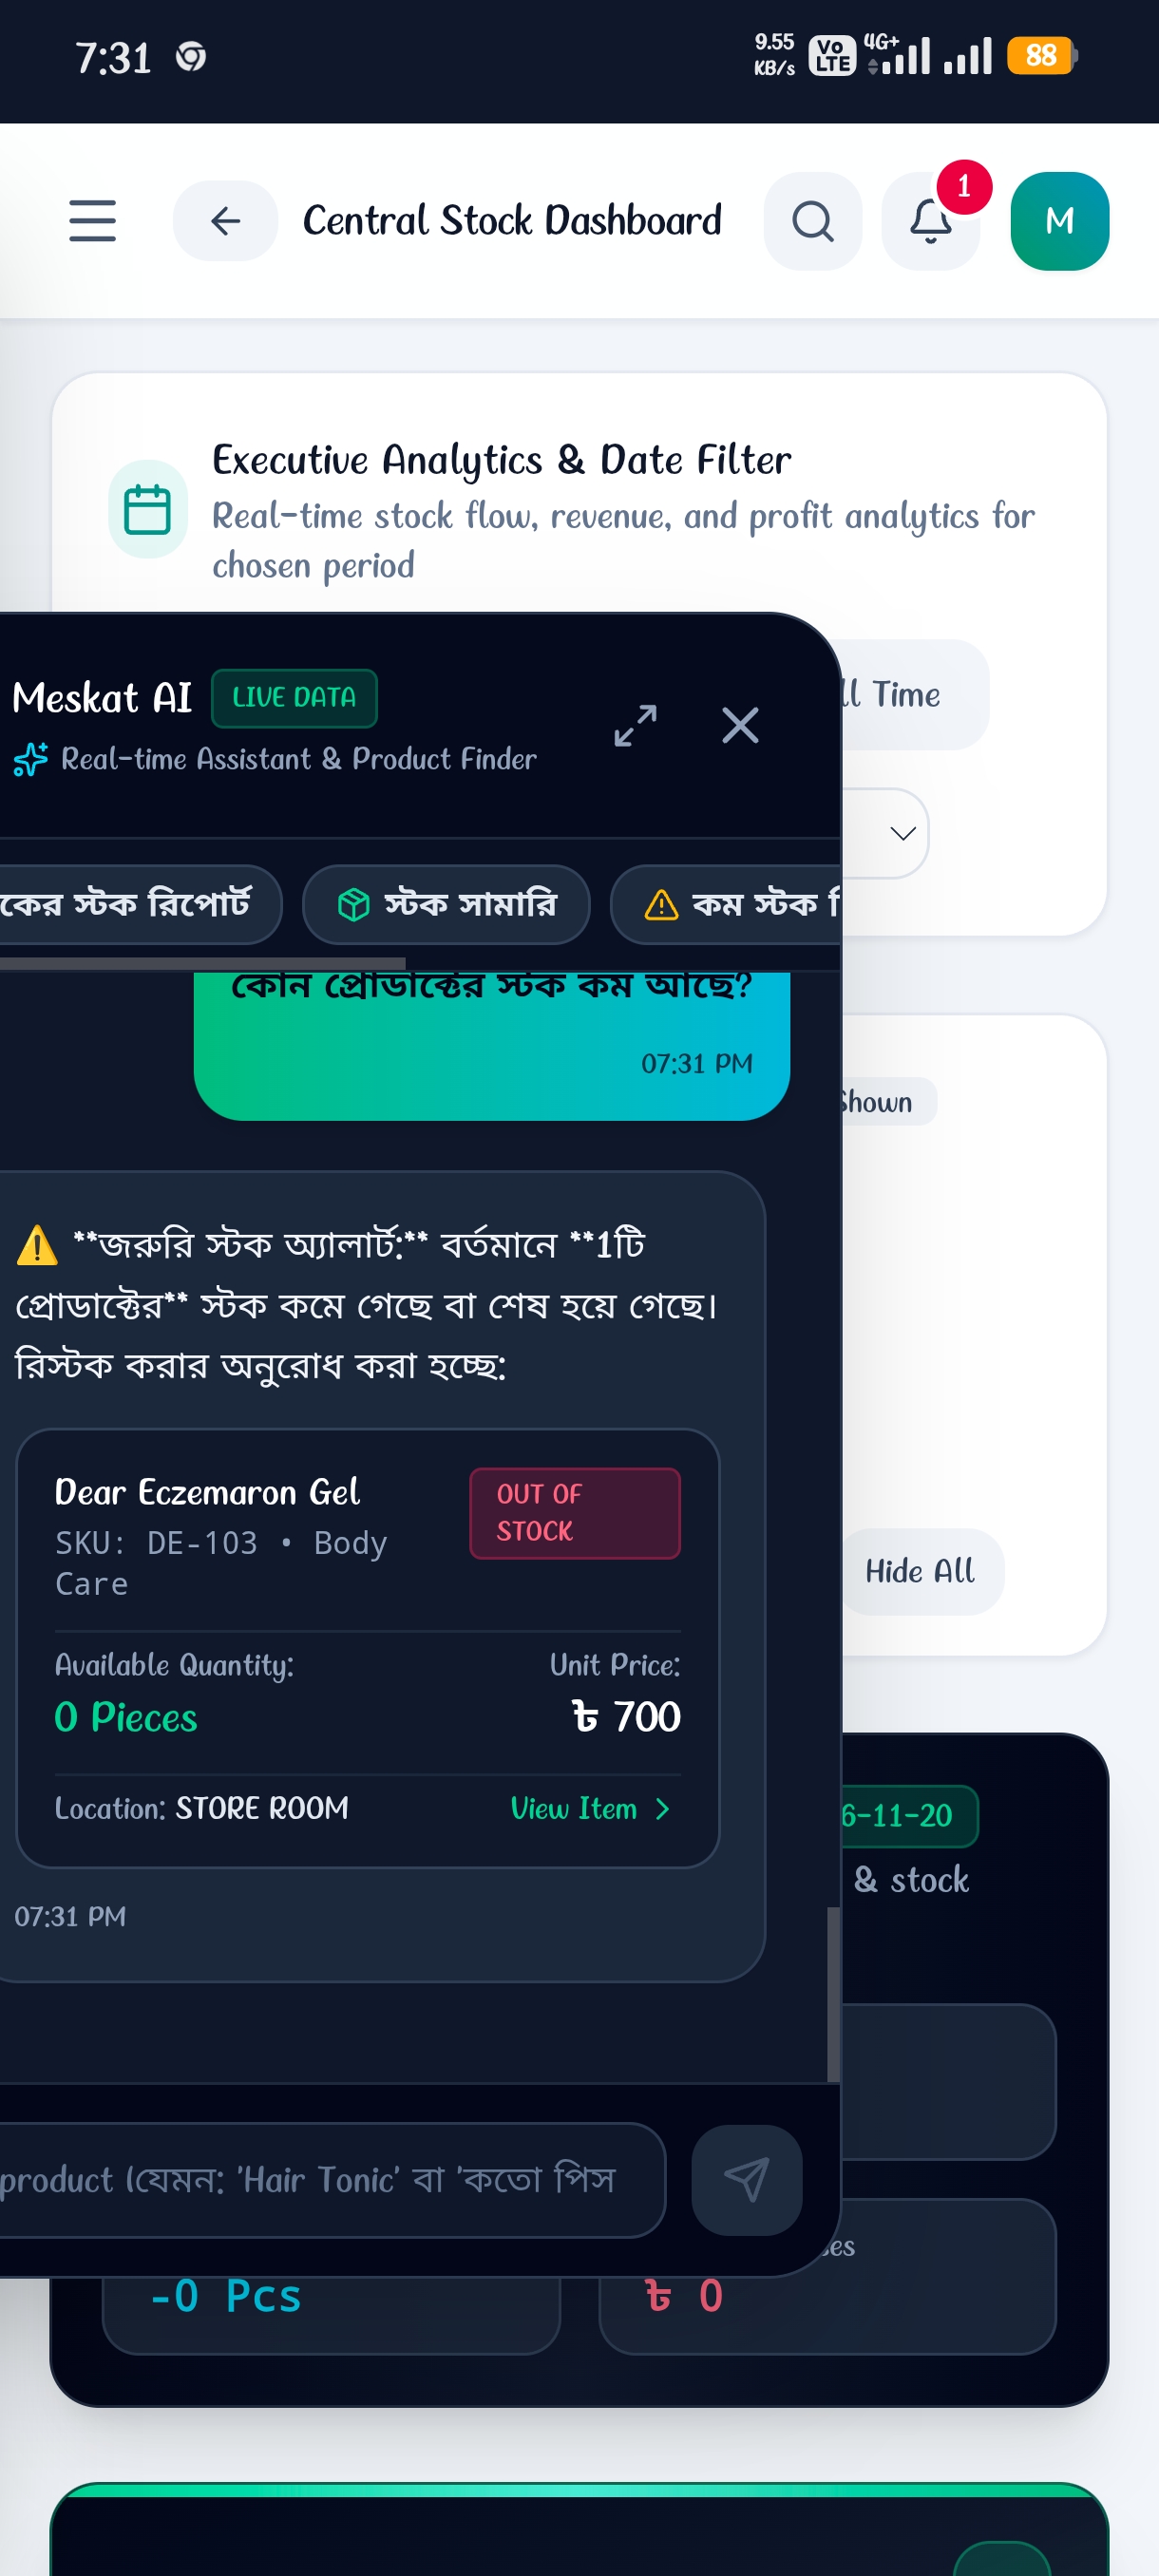 7:31
9.55
KB/s
Vo
LTE
4G+
88
Central Stock Dashboard
1
M
Executive Analytics & Date Filter
Real-time stock flow, revenue, and profit analytics for
chosen period
Meskat AI
LIVE DATA
Real-time Assistant & Product Finder
Time
স্টক রিপোর্ট
স্টক সামারি
কম স্টক
কোন প্রোডাক্টের স্টক কম আছে?
07:31 PM
Shown
⚠️ **জরুরি স্টক অ্যালার্ট:** বর্তমানে **1টি
প্রোডাক্টের** স্টক কমে গেছে বা শেষ হয়ে গেছে।
রিস্টক করার অনুরোধ করা হচ্ছে:
Dear Eczemaron Gel
OUT OF
STOCK
SKU: DE-103 • Body
Care
Hide All
Available Quantity:
Unit Price:
0 Pieces
৳ 700
Location: STORE ROOM
View Item
6-11-20
& stock
07:31 PM
product (যেমন: 'Hair Tonic' বা 'কতো পিস
-0 Pcs
৳ 0